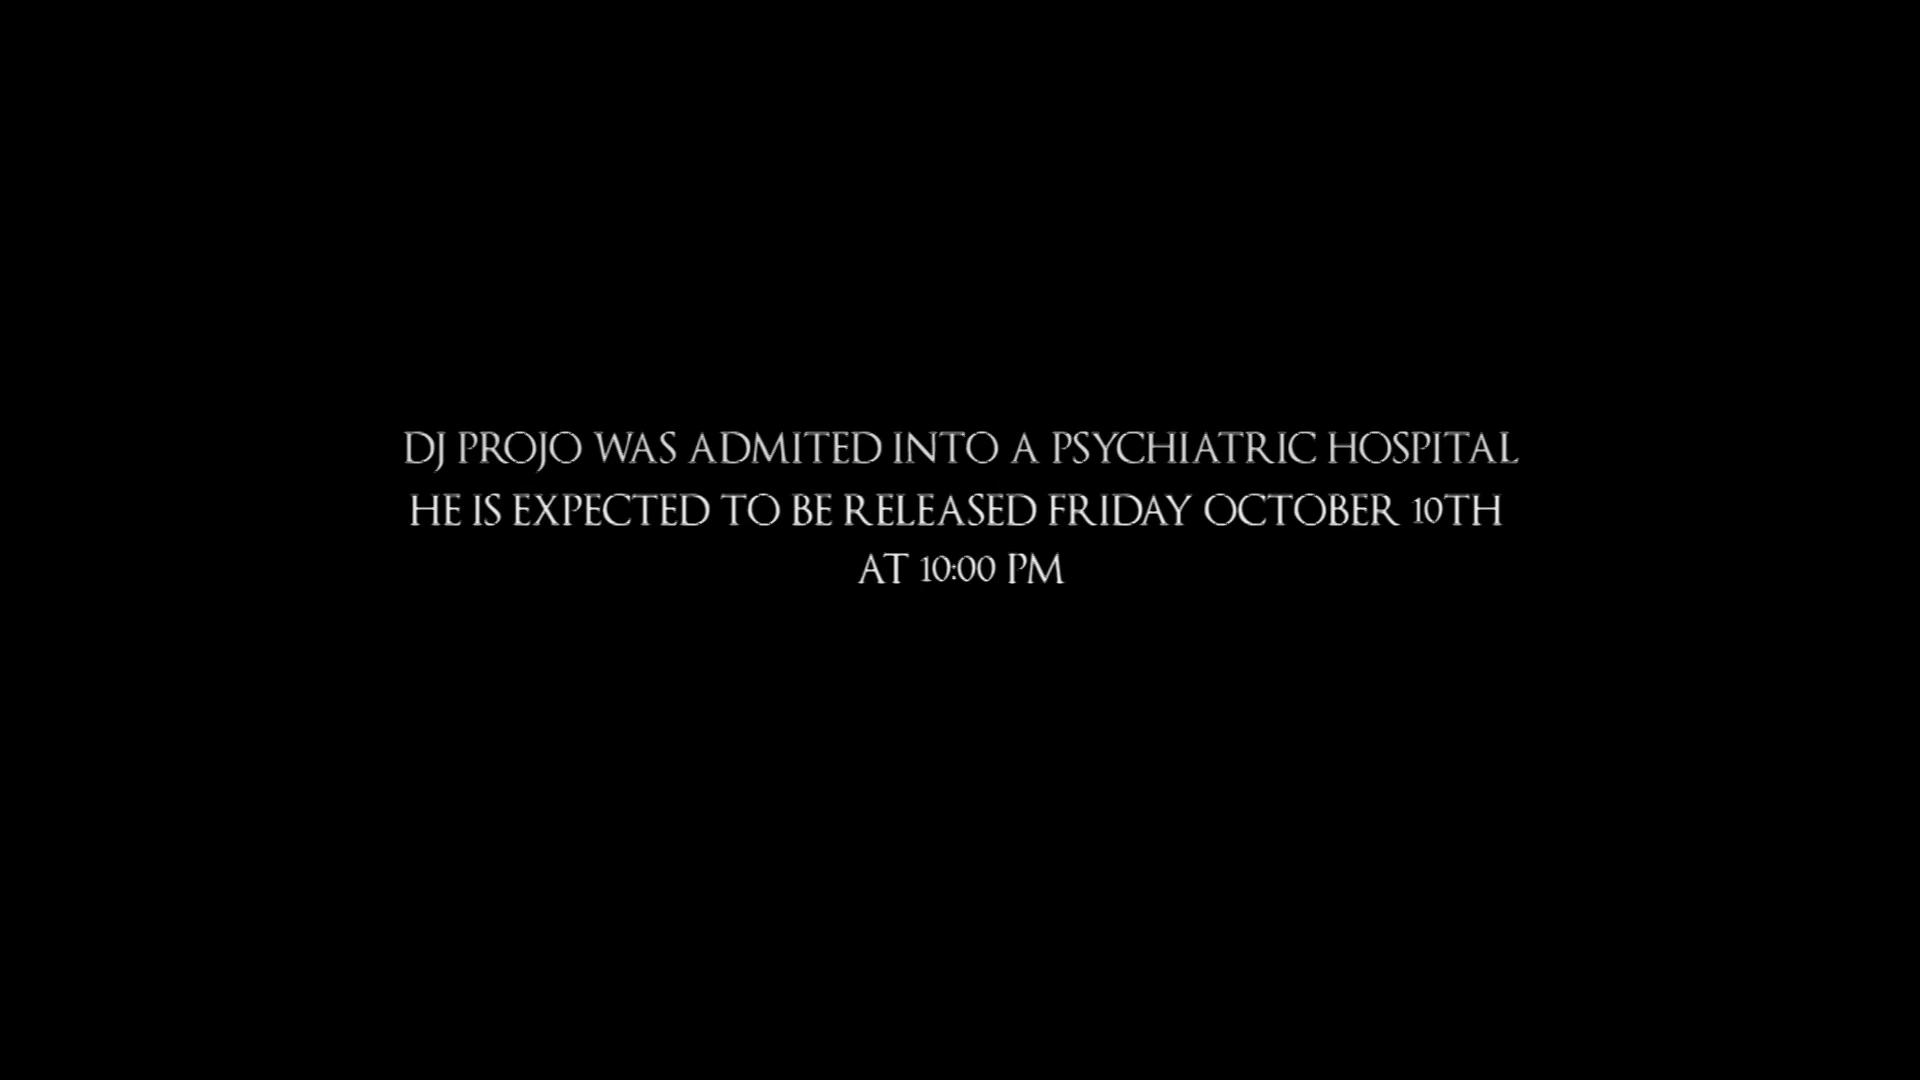 DJ PROJO WAS ADMITED INTO A PSYCHIATRIC HOSPITAL
HE IS EXPECTED TO BE RELEASED FRIDAY OCTOBER 10TH
AT 10:00 PM